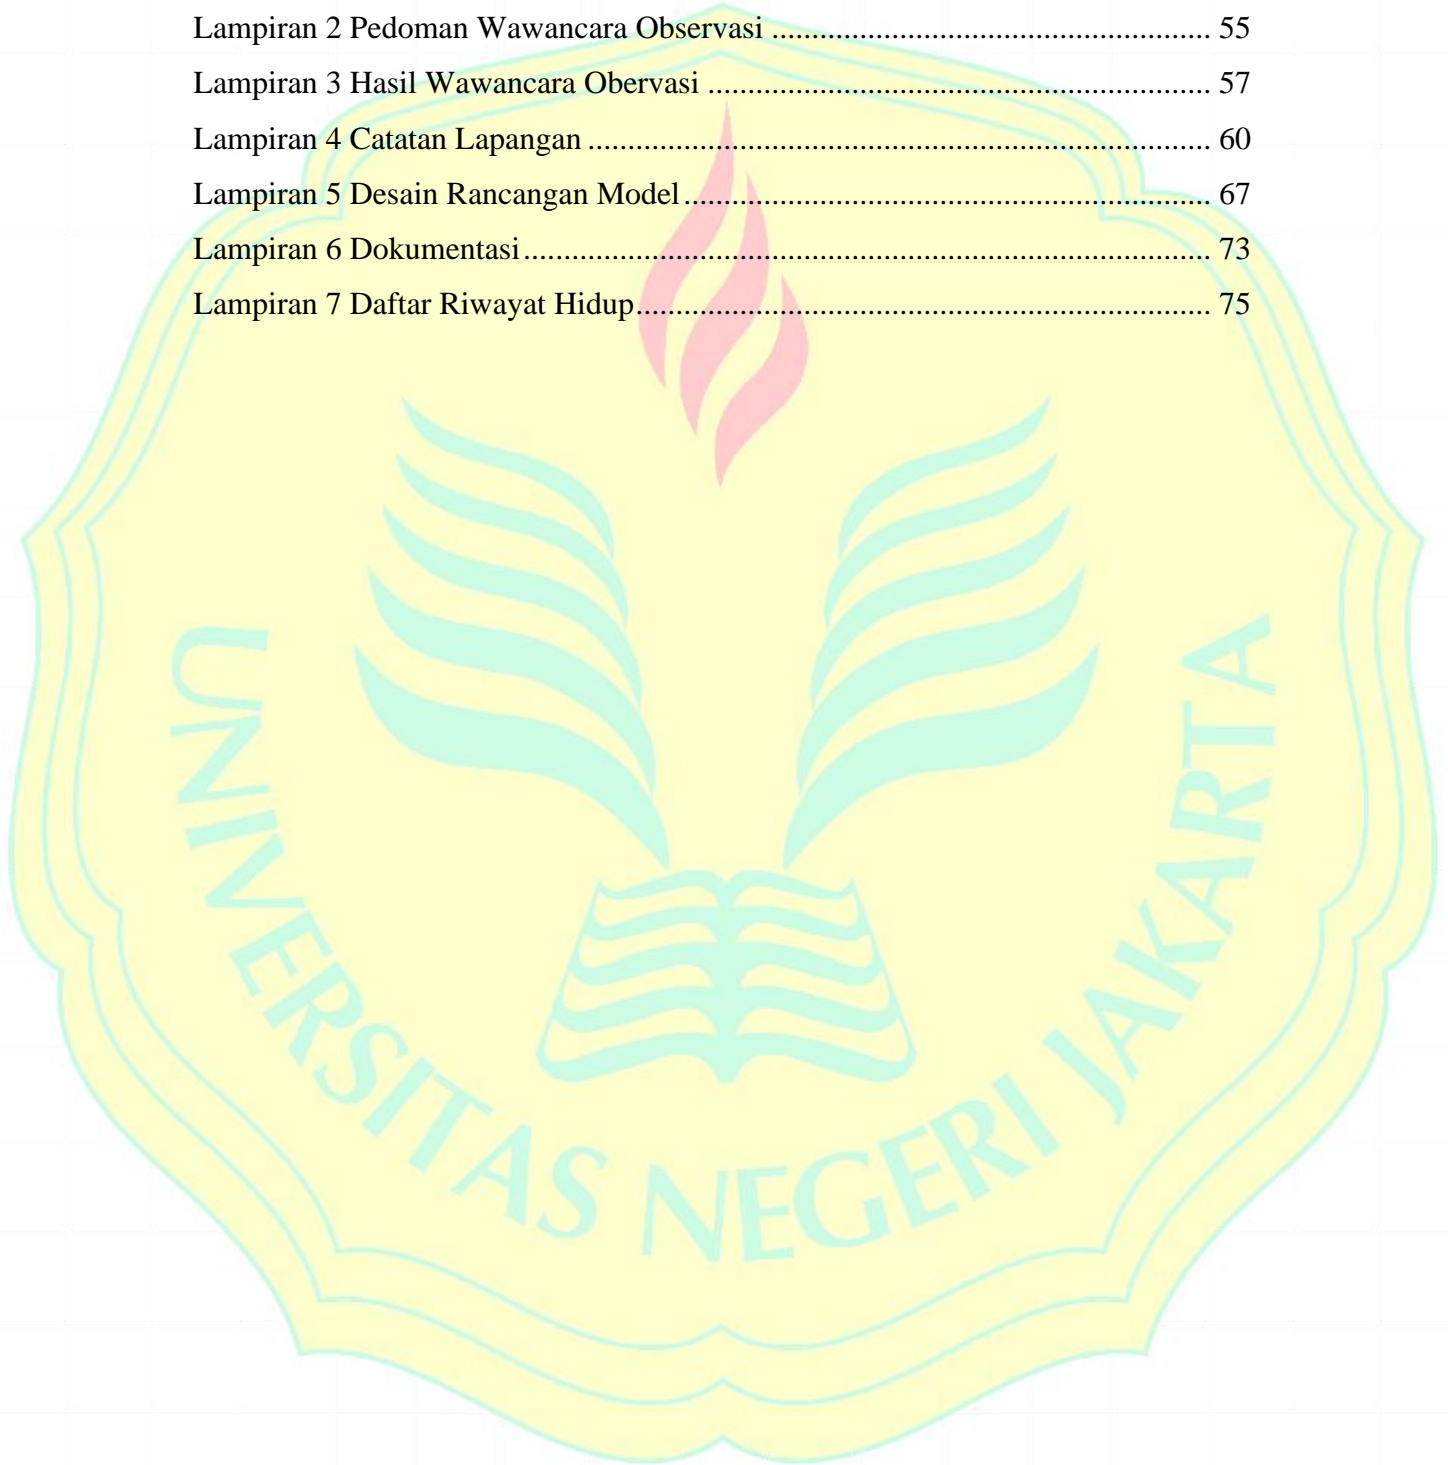 Lampiran 2 Pedoman Wawancara Observasi ....................................................... 55
Lampiran 3 Hasil Wawancara Obervasi ............................................................... 57
Lampiran 4 Catatan Lapangan .............................................................................. 60
Lampiran 5 Desain Rancangan Model .................................................................. 67
Lampiran 6 Dokumentasi ...................................................................................... 73
Lampiran 7 Daftar Riwayat Hidup ........................................................................ 75
UNIVERSITAS NEGERI JAKARTA